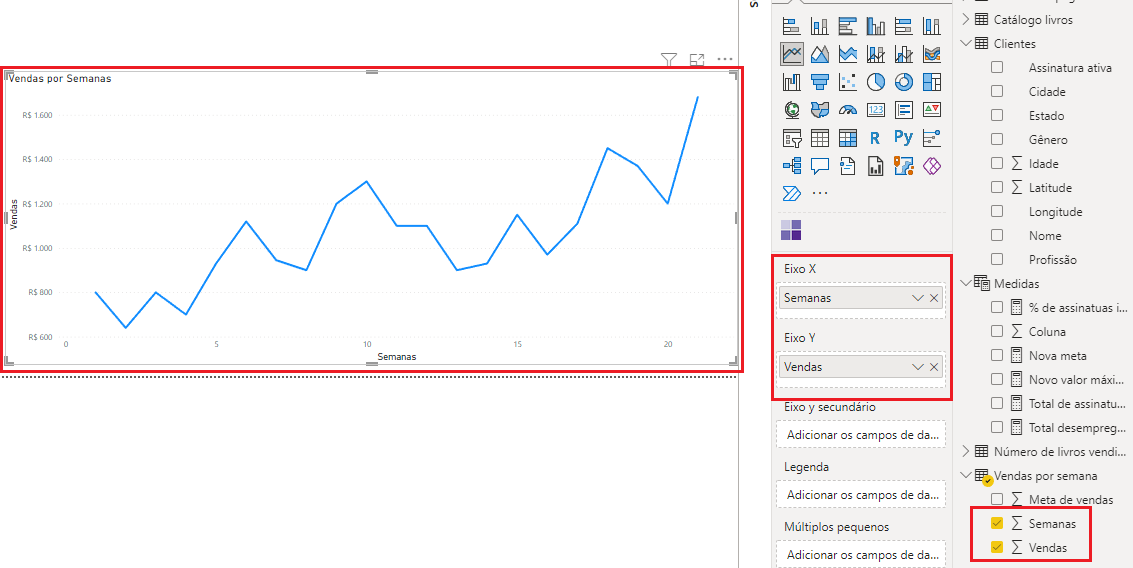 Vendas por Semanas
R$ 1.600
R$ 1.400
R$ 1.200
R$ 1.000
R$ 800
R$ 600
Vendas
0
5
10
15
20
Semanas
123
R
Py
Eixo X
Semanas
Eixo Y
Vendas
Eixo y secundário
Adicionar os campos de da...
Legenda
Adicionar os campos de da...
Múltiplos pequenos
Adicionar os campos de da...
Catálogo livros
Clientes
Assinatura ativa
Cidade
Estado
Gênero
Idade
Latitude
Longitude
Nome
Profissão
Medidas
% de assinatuas i...
Coluna
Nova meta
Novo valor máxi...
Total de assinatu...
Total desempreg...
Número de livros vendi...
Vendas por semana
Meta de vendas
Semanas
Vendas